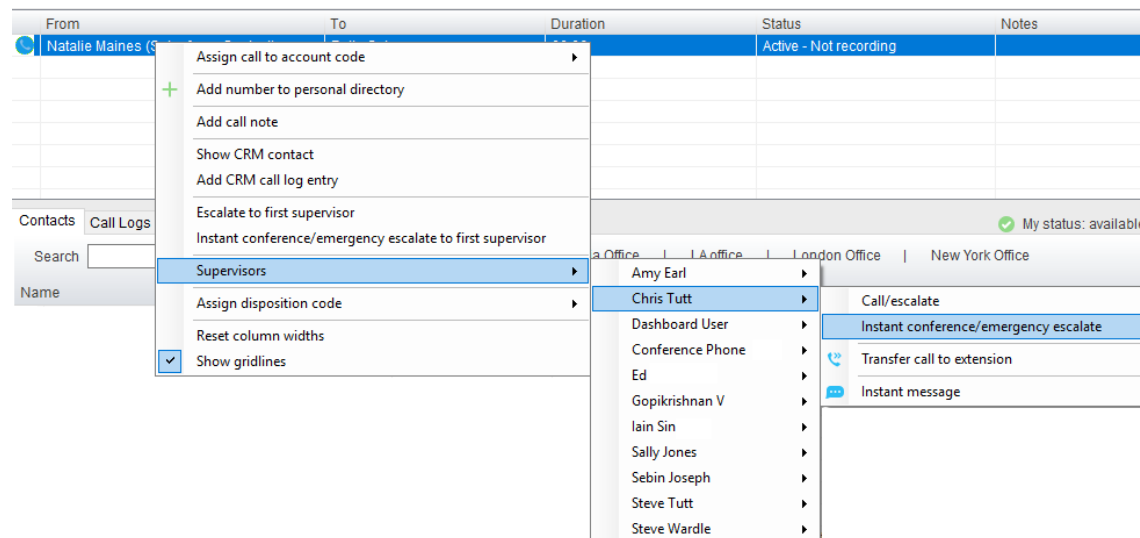 From To Duration Status Notes
Natalie Maines Active - Not recording
Assign call to account code
Add number to personal directory
Add call note
Show CRM contact
Add CRM call log entry
Escalate to first supervisor
Instant conference/emergency escalate to first supervisor
Supervisors
Assign disposition code
Reset column widths
Show gridlines
Contacts Call Logs My status: available
Search Office | LA office | London Office | New York Office
Name
Amy Earl
Chris Tutt
Dashboard User
Conference Phone
Ed
Gopikrishnan V
Iain Sin
Sally Jones
Sebin Joseph
Steve Tutt
Steve Wardle
Call/escalate
Instant conference/emergency escalate
Transfer call to extension
Instant message